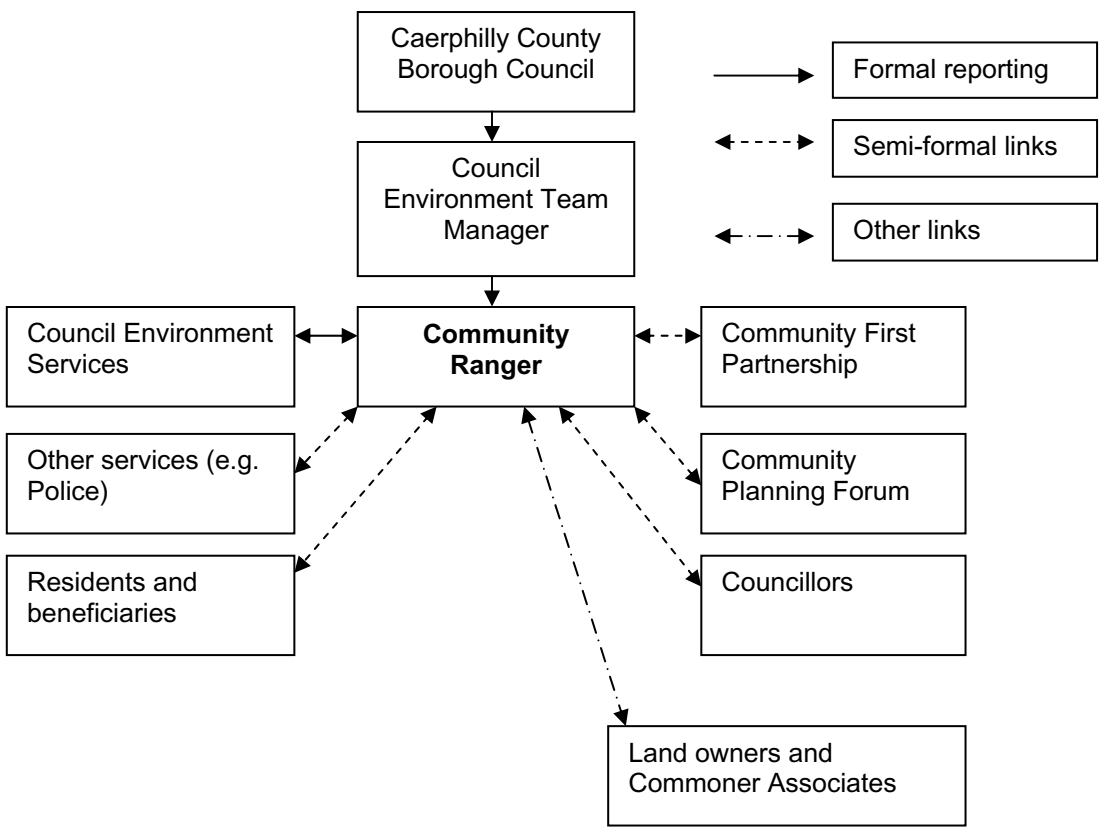 Caerphilly County
Borough Council
Formal reporting
Semi-formal links
Council
Environment Team
Manager
Other links
Council Environment
Services
Community
Ranger
Community First
Partnership
Other services (e.g.
Police)
Community
Planning Forum
Residents and
beneficiaries
Councillors
Land owners and
Commoner Associates